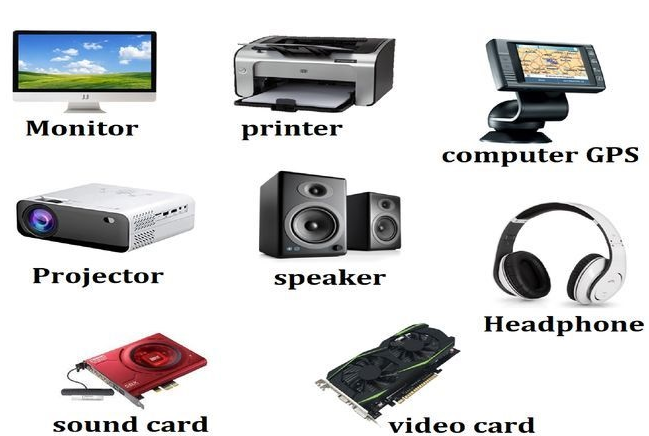 Monitor
printer
computer GPS
Projector
speaker
Headphone
sound card
video card